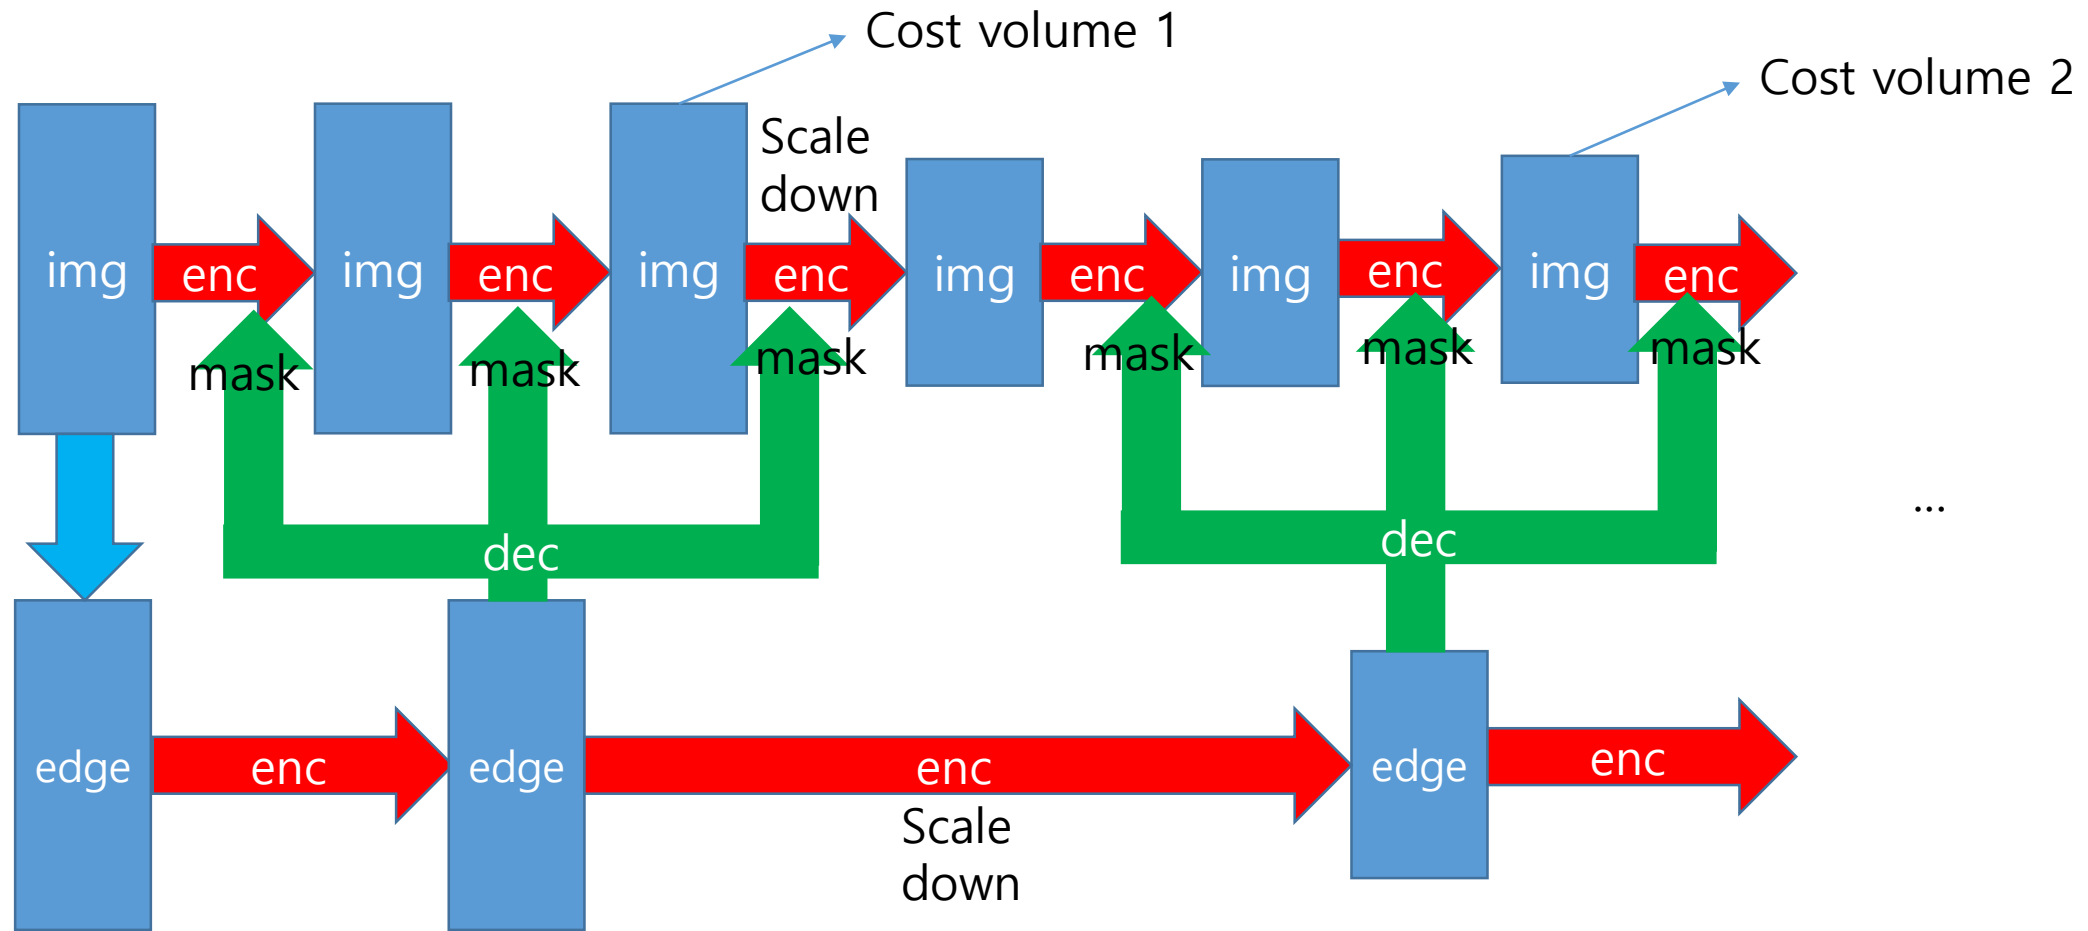 Cost volume 1
Cost volume 2
Scale
down
img
enc
img
enc
img
enc
img
enc
img
enc
img
enc
mask
mask
mask
mask
mask
mask
dec
dec
...
edge
enc
edge
enc
edge
enc
Scale
down